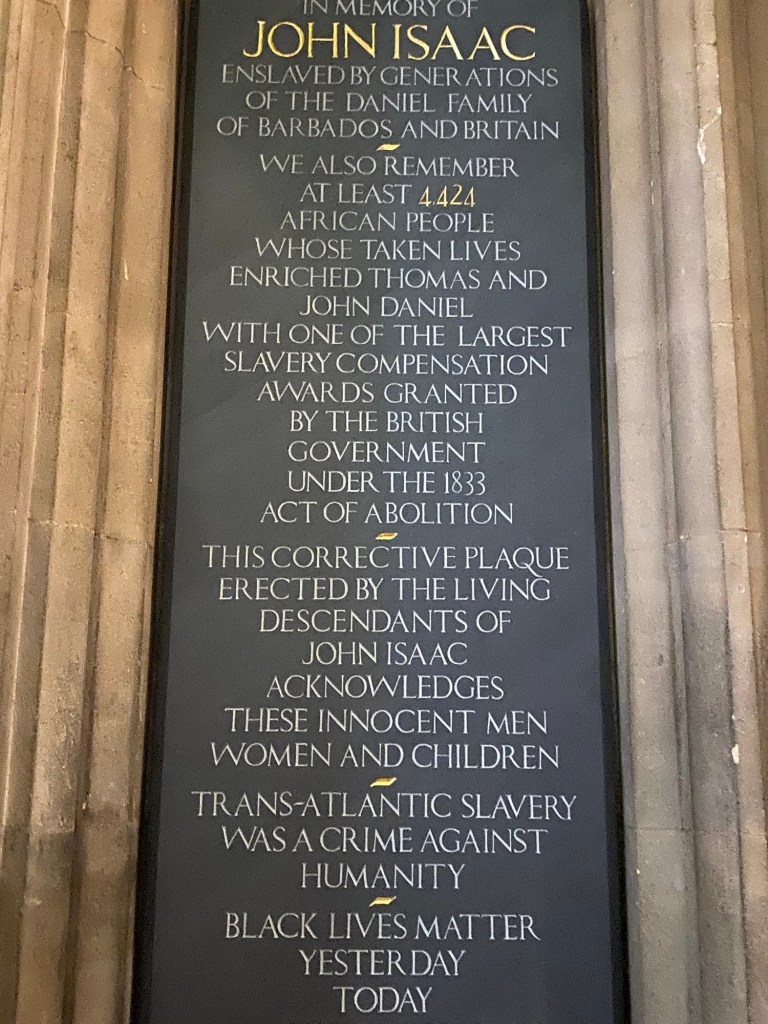 IN MEMORY OF
JOHN ISAAC
ENSLAVED BY GENERATIONS
OF THE DANIEL FAMILY
OF BARBADOS AND BRITAIN
WE ALSO REMEMBER
AT LEAST 4,424
AFRICAN PEOPLE
WHOSE TAKEN LIVES
ENRICHED THOMAS AND
JOHN DANIEL
WITH ONE OF THE LARGEST
SLAVERY COMPENSATION
AWARDS GRANTED
BY THE BRITISH
GOVERNMENT
UNDER THE 1833
ACT OF ABOLITION
THIS CORRECTIVE PLAQUE
ERECTED BY THE LIVING
DESCENDANTS OF
JOHN ISAAC
ACKNOWLEDGES
THESE INNOCENT MEN
WOMEN AND CHILDREN
TRANS-ATLANTIC SLAVERY
WAS A CRIME AGAINST
HUMANITY
BLACK LIVES MATTER
YESTERDAY
TODAY